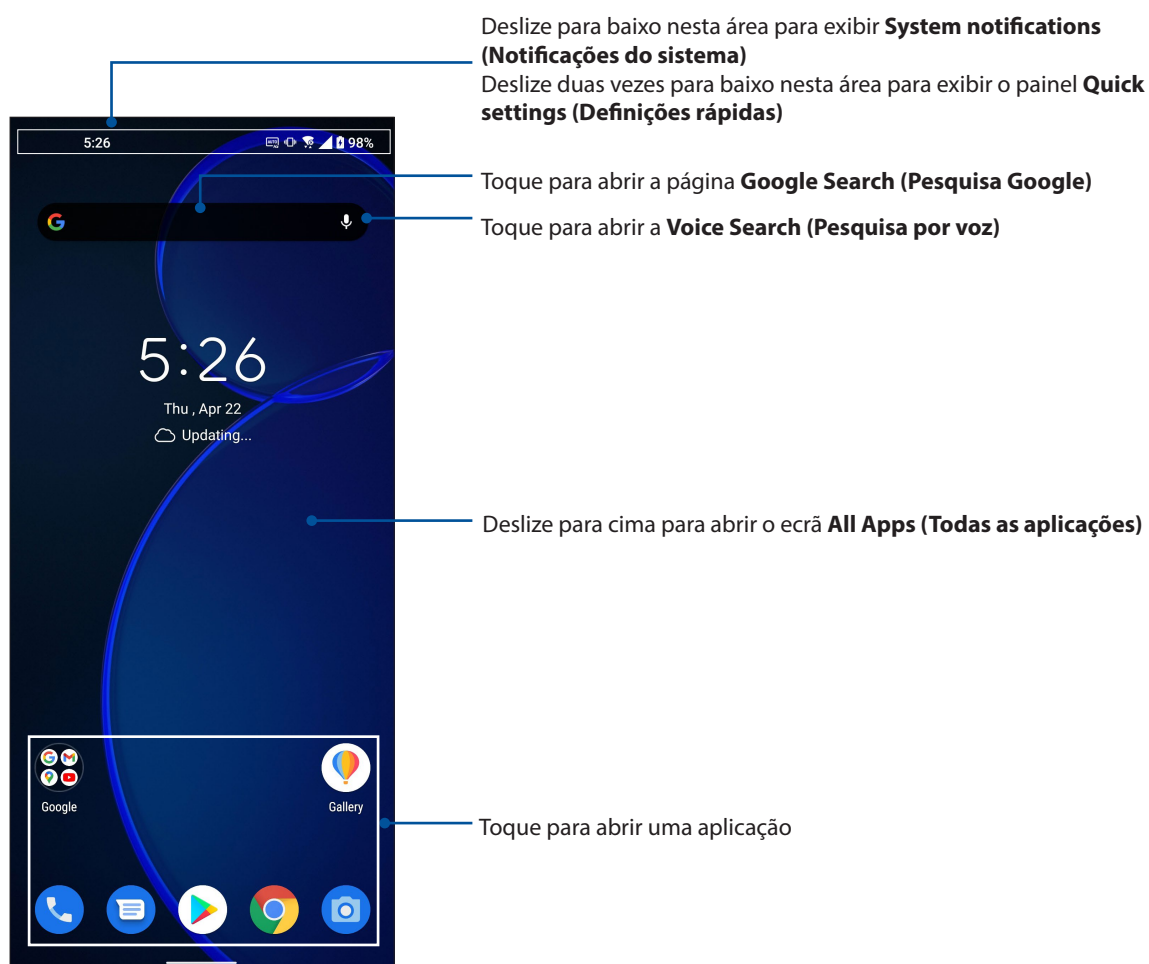 Deslize para baixo nesta área para exibir System notifications
(Notificações do sistema)
Deslize duas vezes para baixo nesta área para exibir o painel Quick
settings (Definições rápidas)
5:26
98%
Toque para abrir a página Google Search (Pesquisa Google)
Toque para abrir a Voice Search (Pesquisa por voz)
5:26
Thu , Apr 22
Updating...
Deslize para cima para abrir o ecrã All Apps (Todas as aplicações)
Google
Gallery
Toque para abrir uma aplicação